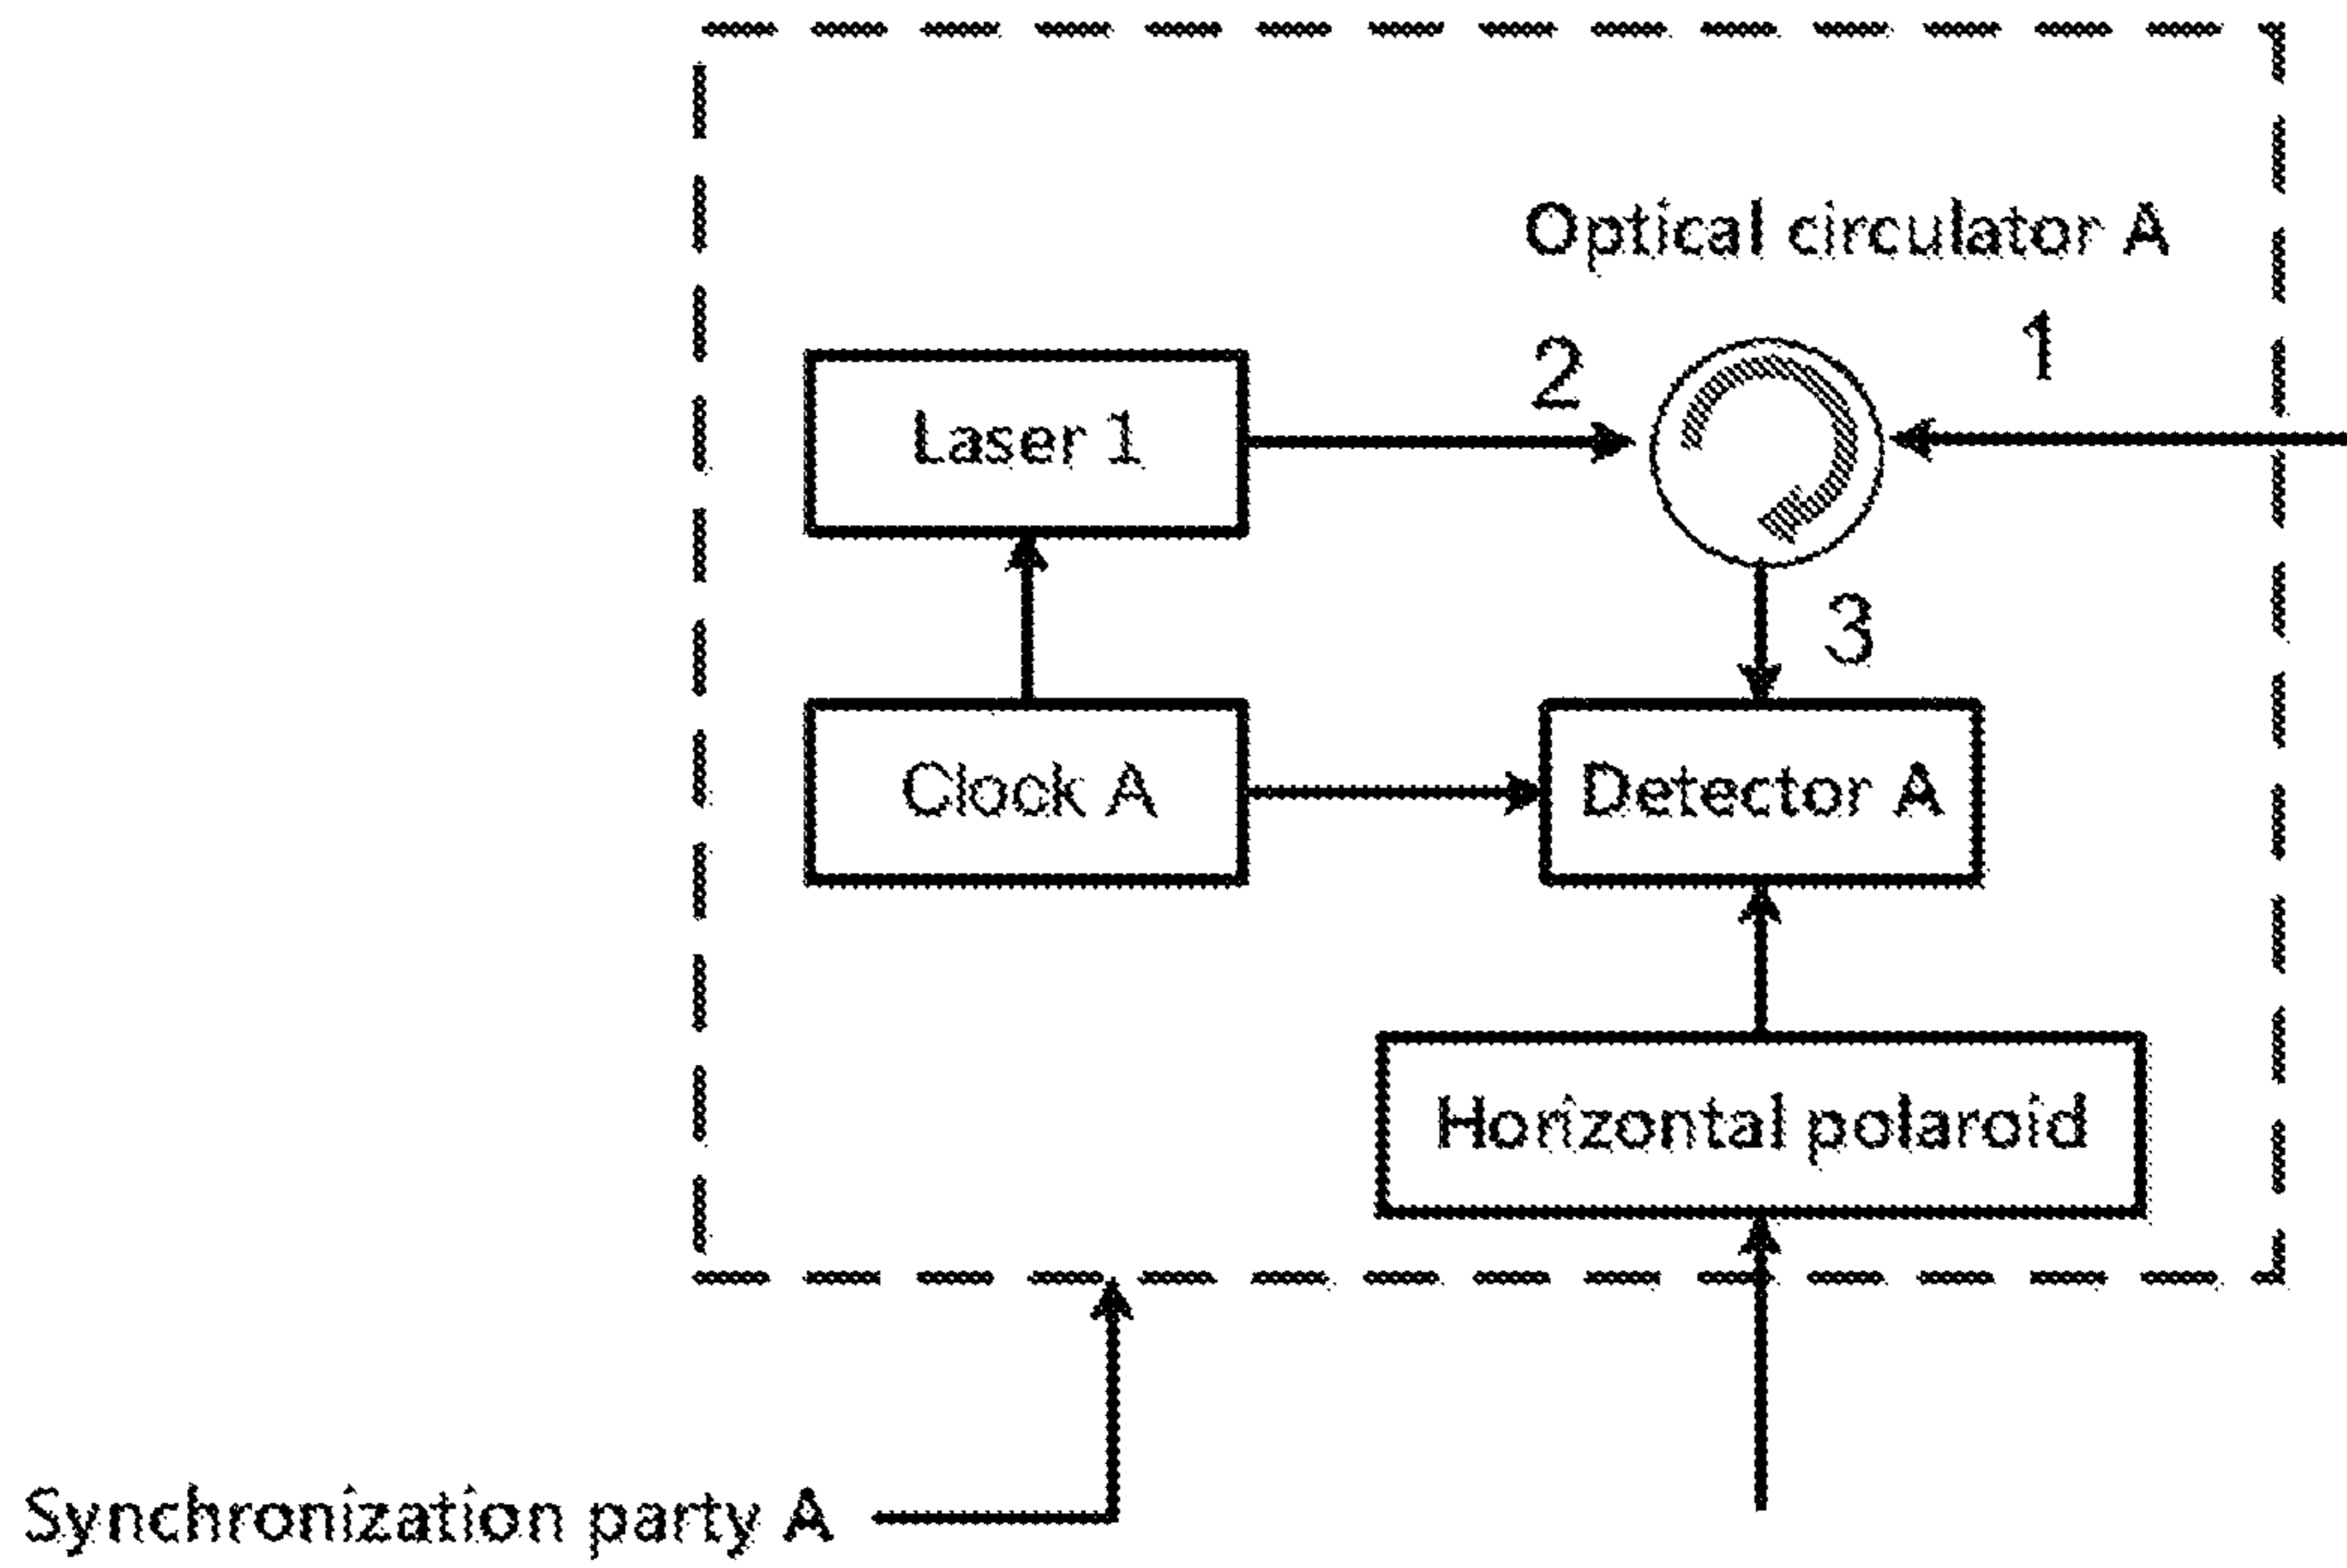 Optical circulator A
1
2
Laser 1
3
Clock A
Detector A
Horizontal polaroid
Synchronization party A